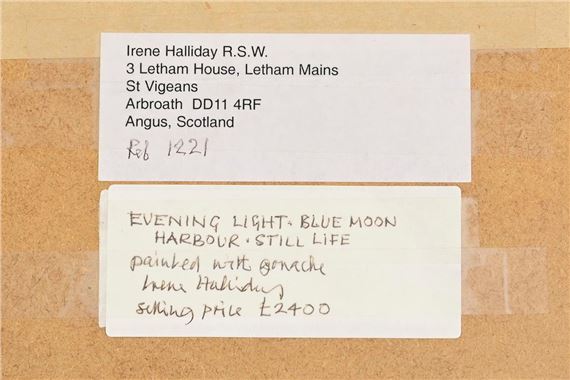 Irene Halliday R.S.W.
3 Letham House, Letham Mains
St Vigeans
Arbroath DD11 4RF
Angus, Scotland
Ref 1221
EVENING LIGHT. BLUE MOON
HARBOUR. STILL LIFE
painted with gonache
Irene Halliday
selling price £2400